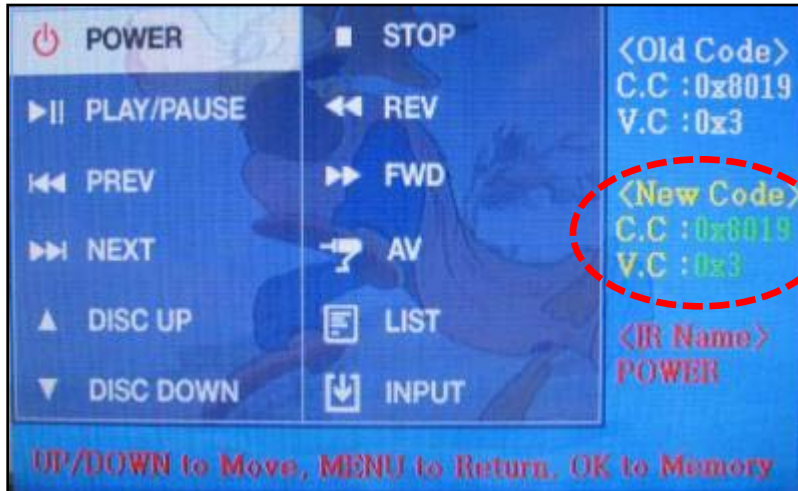 POWER
PLAY/PAUSE
PREV
NEXT
DISC UP
DISC DOWN
STOP
REV
FWD
AV
LIST
INPUT
<Old Code>
C.C :0x8019
V.C :0x3
<New Code>
C.C :0x8019
V.C :0x3
<IR Name>
POWER
UP/DOWN to Move, MENU to Return, OK to Memory